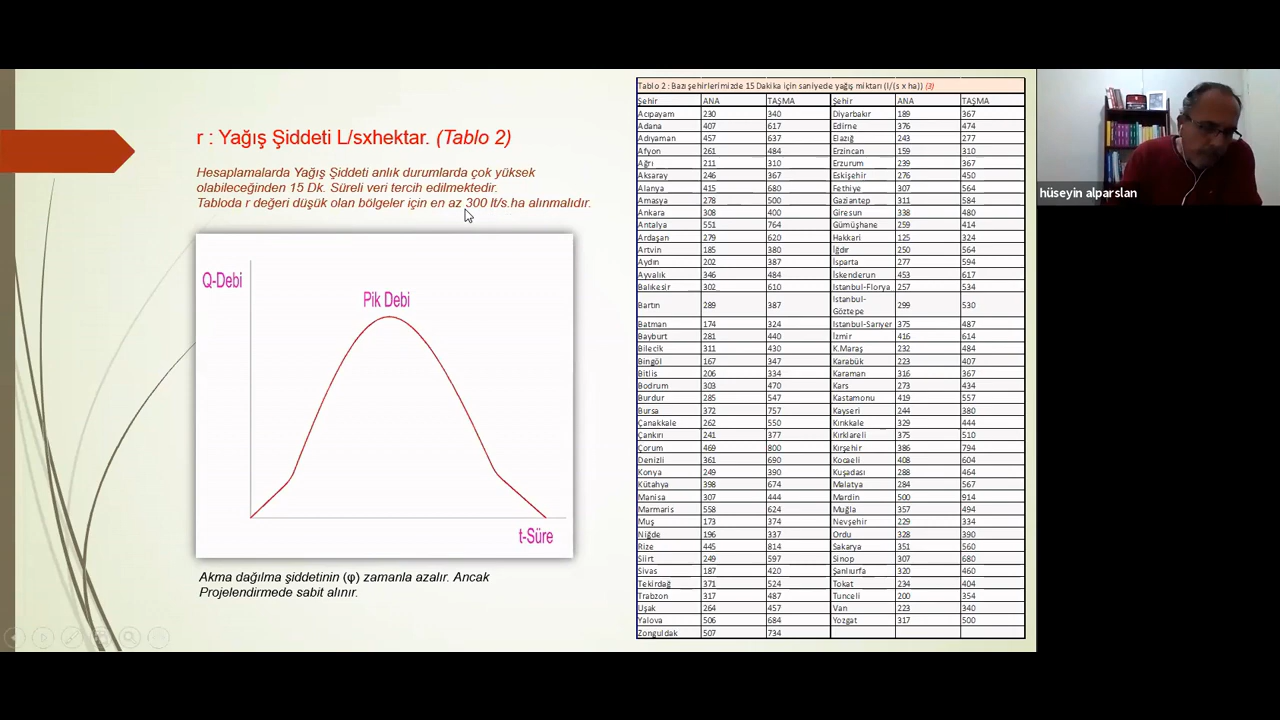 r : Yağış Şiddeti L/sxhektar. (Tablo 2)
Hesaplamalarda Yağış Şiddeti anlık durumlarda çok yüksek
olabileceğinden 15 Dk. Süreli veri tercih edilmektedir.
Tabloda r değeri düşük olan bölgeler için en az 300 lt/s.ha alınmalıdır.
Q-Debi
Pik Debi
t-Süre
Akma dağılma şiddetinin (φ) zamanla azalır. Ancak
Projelendirmede sabit alınır.
Tablo 2 : Bazı şehirlerimizde 15 Dakika için saniyede yağış miktarı (l/(s x ha)) (3)
Şehir ANA TAŞMA Şehir ANA TAŞMA
Acıpayam 230 340 Diyarbakır 189 367
Adana 407 617 Edirne 376 474
Adıyaman 457 637 Elazığ 243 277
Afyon 261 484 Erzincan 159 310
Ağrı 211 310 Erzurum 239 367
Aksaray 246 367 Eskişehir 276 450
Alanya 415 680 Fethiye 307 564
Amasya 278 500 Gaziantep 311 584
Ankara 308 400 Giresun 338 480
Antalya 551 764 Gümüşhane 259 414
Ardaşan 279 620 Hakkari 125 324
Artvin 185 380 Iğdır 250 564
Aydın 202 387 Isparta 277 594
Ayvalık 346 484 İskenderun 453 617
Balıkesir 302 610 İstanbul-Florya 257 534
Bartın 289 387 İstanbul-Göztepe 299 530
Batman 174 324 İstanbul-Sarıyer 375 487
Bayburt 281 440 İzmir 416 614
Bilecik 311 430 K.Maraş 232 484
Bingöl 167 347 Karabük 223 407
Bitlis 206 334 Karaman 316 367
Bodrum 303 470 Kars 273 434
Burdur 285 547 Kastamonu 419 557
Bursa 372 757 Kayseri 244 380
Çanakkale 262 550 Kırıkkale 329 444
Çankırı 241 377 Kırklareli 375 510
Çorum 469 800 Kırşehir 386 794
Denizli 361 690 Kocaeli 408 604
Konya 249 390 Kuşadası 288 464
Kütahya 398 674 Malatya 284 567
Manisa 307 444 Mardin 500 914
Marmaris 558 624 Muğla 357 494
Muş 173 374 Nevşehir 229 334
Niğde 196 337 Ordu 328 390
Rize 445 814 Sakarya 351 560
Siirt 249 597 Sinop 307 680
Sivas 187 420 Şanlıurfa 320 460
Tekirdağ 371 524 Tokat 234 404
Trabzon 317 487 Tunceli 200 354
Uşak 264 457 Van 223 340
Yalova 506 684 Yozgat 317 500
Zonguldak 507 734
hüseyin alparslan